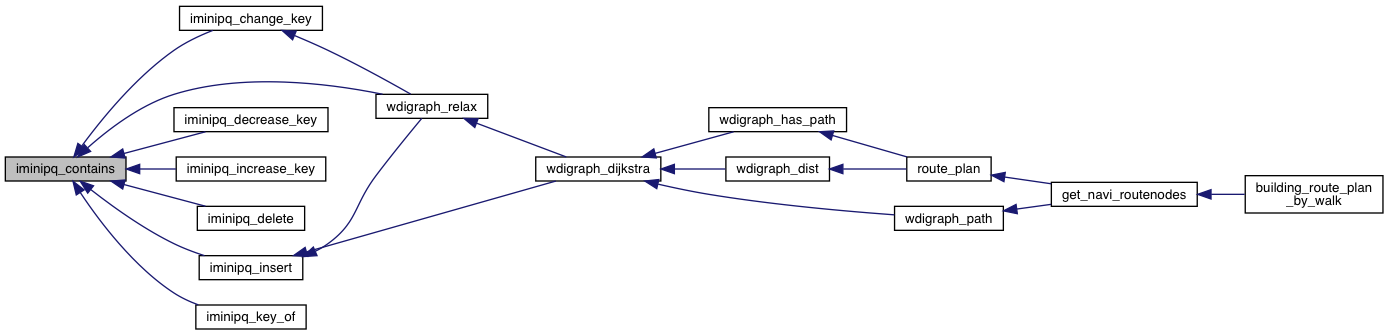 iminipq_change_key
wdigraph_relax
iminipq_decrease_key
wdigraph_has_path
iminipq_contains
iminipq_increase_key
wdigraph_dijkstra
wdigraph_dist
route_plan
get_navi_routenodes
building_route_plan
_by_walk
iminipq_delete
wdigraph_path
iminipq_insert
iminipq_key_of